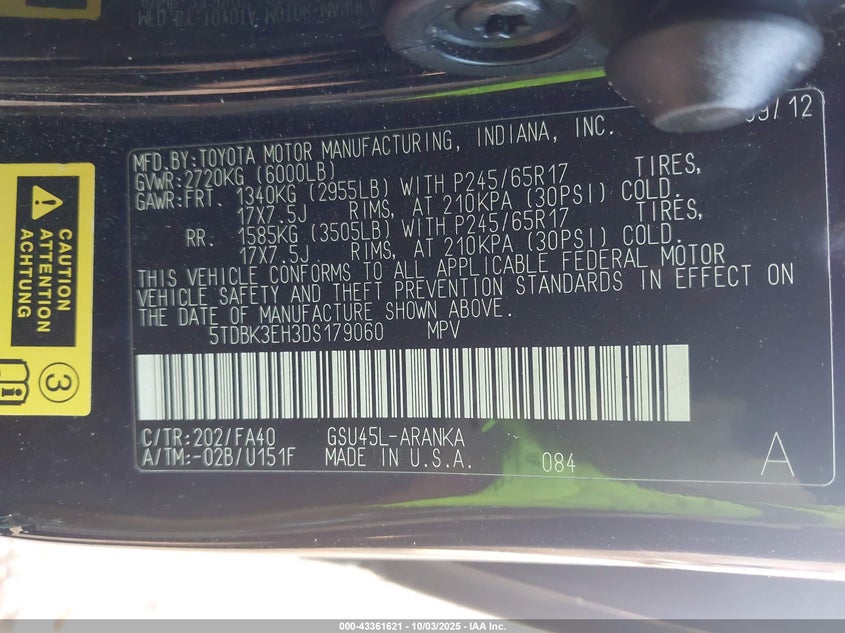 MFD.BY:TOYOTA MOTOR MANUFACTURING, INDIANA, INC. 09/12
GVWR:2720KG (6000LB)
GAWR:FRT. 1340KG (2955LB) WITH P245/65R17 TIRES,
17X7.5J RIMS, AT 210KPA (30PSI) COLD.
RR. 1585KG (3505LB) WITH P245/65R17 TIRES,
17X7.5J RIMS, AT 210KPA (30PSI) COLD.
THIS VEHICLE CONFORMS TO ALL APPLICABLE FEDERAL MOTOR
VEHICLE SAFETY AND THEFT PREVENTION STANDARDS IN EFFECT ON
THE DATE OF MANUFACTURE SHOWN ABOVE.
5TDBK3EH3DS179060 MPV
C/TR:202/FA40 GSU45L-ARANKA
A/TM:-02B/U151F MADE IN U.S.A. 084 A
CAUTION
ATTENTION
ACHTUNG
3
000-43361621 - 10/03/2025 - IAA Inc.